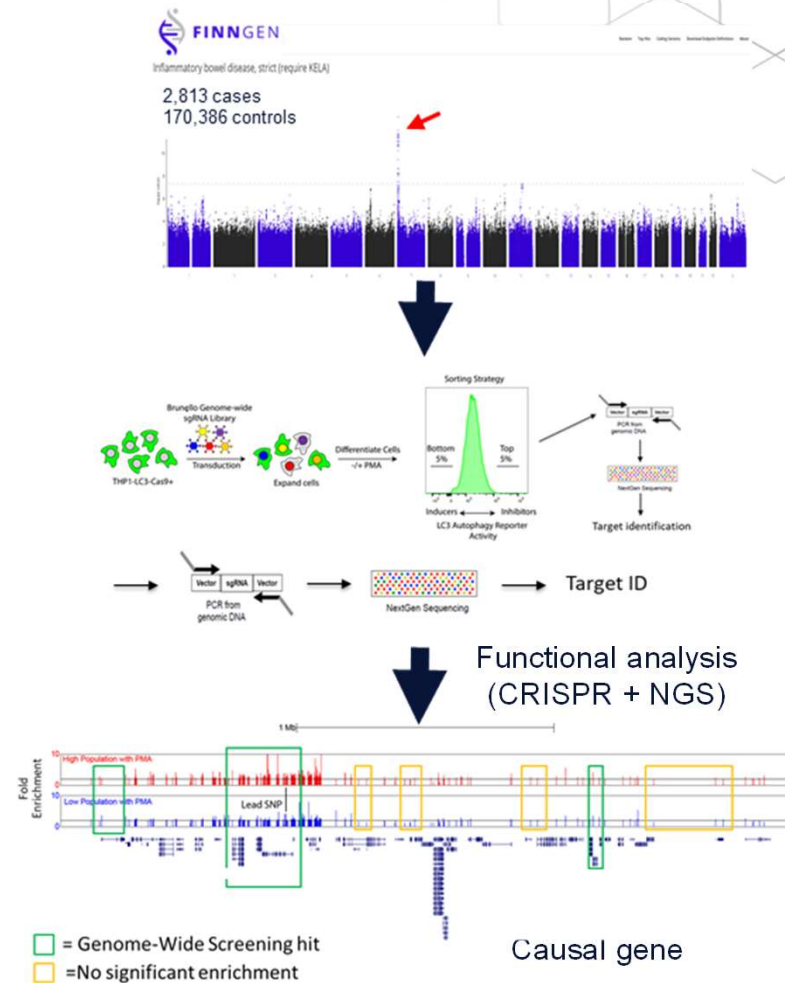 FINNGEN
Inflammatory bowel disease, strict (require KELA)
2,813 cases
170,386 controls
Brunello Genome-wide
sgRNA Library
Transduction
THP1-LC3-Cas9+
Expand cells
Differentiate Cells
-/+ PMA
Sorting Strategy
Bottom
5%
Top
5%
Inducers
Inhibitors
LC3 Autophagy Reporter
Activity
Vector
sgRNA
Vector
PCR from
genomic DNA
NextGen Sequencing
Target identification
Vector
sgRNA
Vector
PCR from
genomic DNA
NextGen Sequencing
Target ID
Functional analysis
(CRISPR + NGS)
1 Mb
Fold
Enrichment
10
High Population with PMA
0
10
Low Population with PMA
0
Lead SNP
= Genome-Wide Screening hit
=No significant enrichment
Causal gene